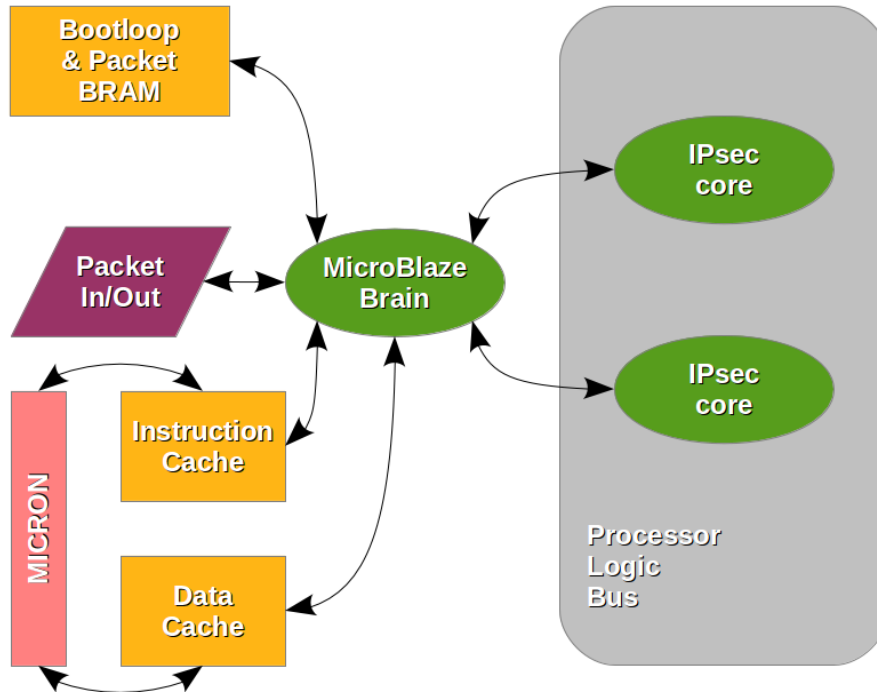 Bootloop
& Packet
BRAM
IPsec
core
Packet
In/Out
MicroBlaze
Brain
IPsec
core
Instruction
Cache
MICRON
Data
Cache
Processor
Logic
Bus